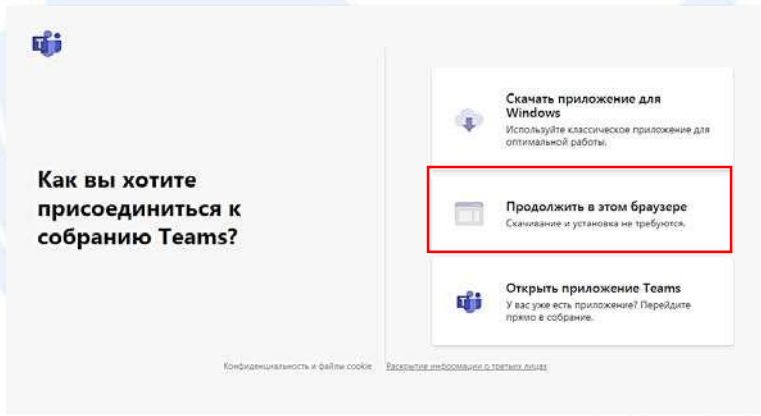 Как вы хотите
присоединиться к
собранию Teams?
Скачать приложение для
Windows
Используйте классическое приложение для
оптимальной работы.
Продолжить в этом браузере
Скачивание и установка не требуются.
Открыть приложение Teams
У вас уже есть приложение? Перейдите
прямо в собрание.
Конфиденциальность и файлы cookie
Раскрытие информации о третьих лицах